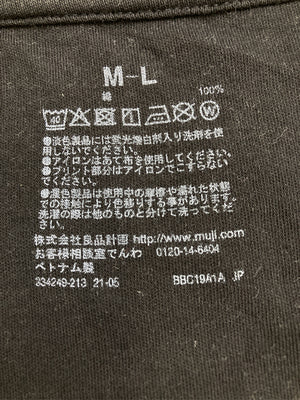 M-L
綿 100%
●淡色製品には蛍光増白剤入り洗剤を使用
しないでください。
●アイロンはあて布を使用してください。
●プリント部分はアイロンをこすらないで
ください。
●濃色製品は使用中の摩擦や濡れた状態
での接触により色移りする事があります。
洗濯の際は他のものと分けて洗ってください。
株式会社良品計画 http://www.muji.com
お客様相談室でんわ 0120-14-6404
ベトナム製
334249-213 21-05 BBC19A1A JP